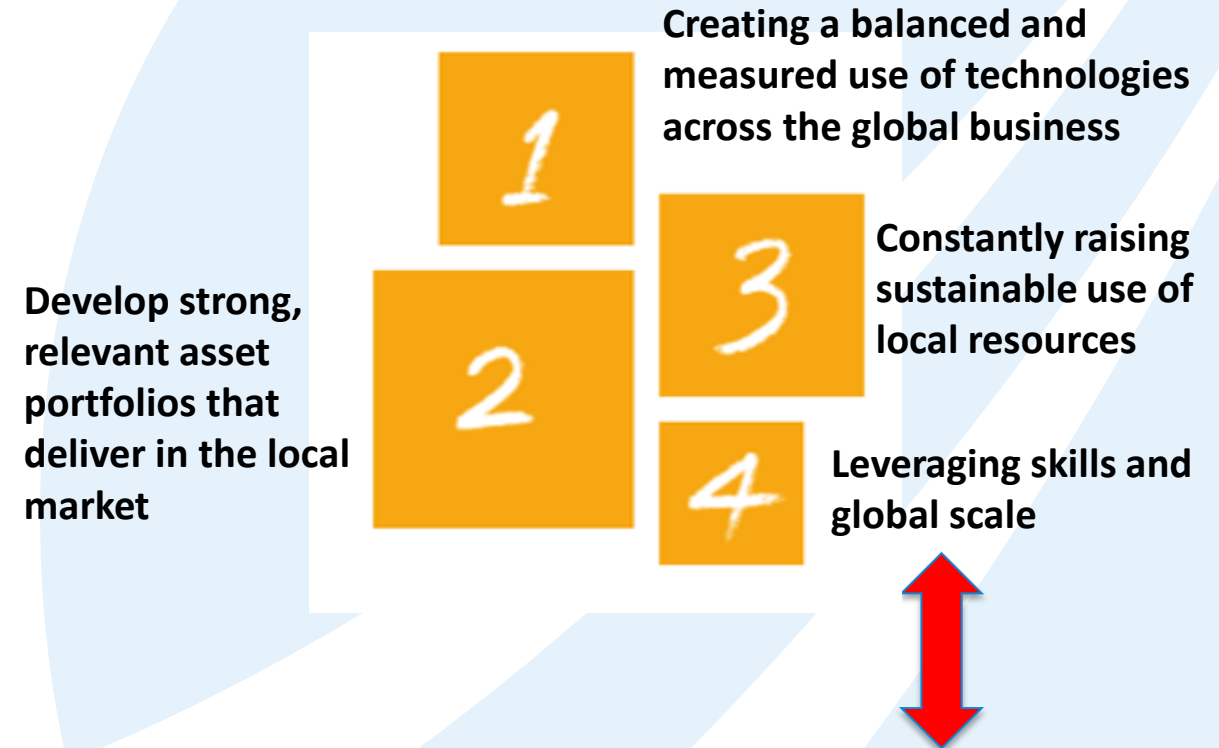 1
Creating a balanced and
measured use of technologies
across the global business
2
Develop strong,
relevant asset
portfolios that
deliver in the local
market
3
Constantly raising
sustainable use of
local resources
4
Leveraging skills and
global scale